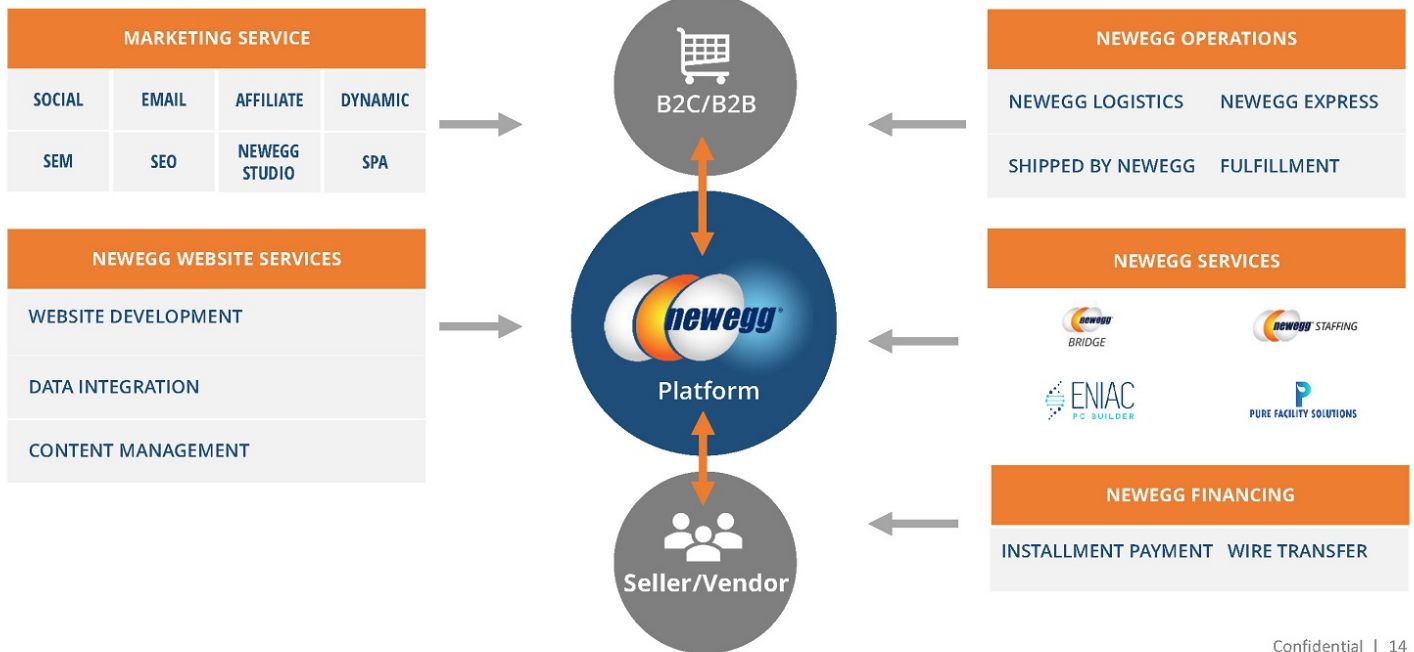 MARKETING SERVICE
SOCIAL
EMAIL
AFFILIATE
DYNAMIC
SEM
SEO
NEWEGG
STUDIO
SPA
NEWEGG WEBSITE SERVICES
WEBSITE DEVELOPMENT
DATA INTEGRATION
CONTENT MANAGEMENT
B2C/B2B
newegg
Platform
Seller/Vendor
NEWEGG OPERATIONS
NEWEGG LOGISTICS
NEWEGG EXPRESS
SHIPPED BY NEWEGG
FULFILLMENT
NEWEGG SERVICES
newegg
BRIDGE
newegg STAFFING
ENIAC
PC BUILDER
PURE FACILITY SOLUTIONS
NEWEGG FINANCING
INSTALLMENT PAYMENT
WIRE TRANSFER
Confidential | 14